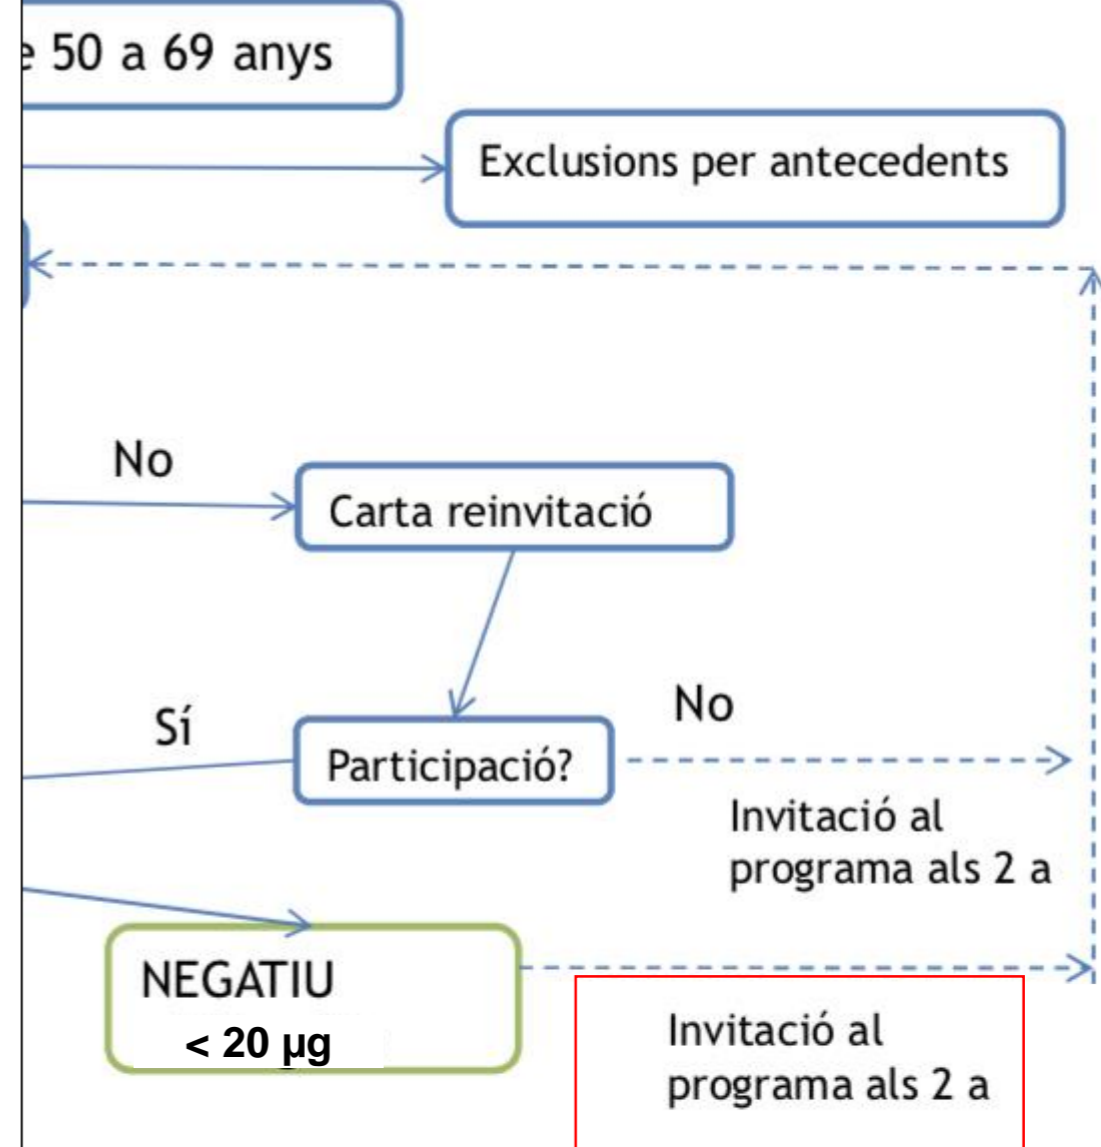 e 50 a 69 anys
Exclusions per antecedents
No
Carta reinvitació
Sí
No
Participació?
Invitació al
programa als 2 a
NEGATIU
< 20 µg
Invitació al
programa als 2 a